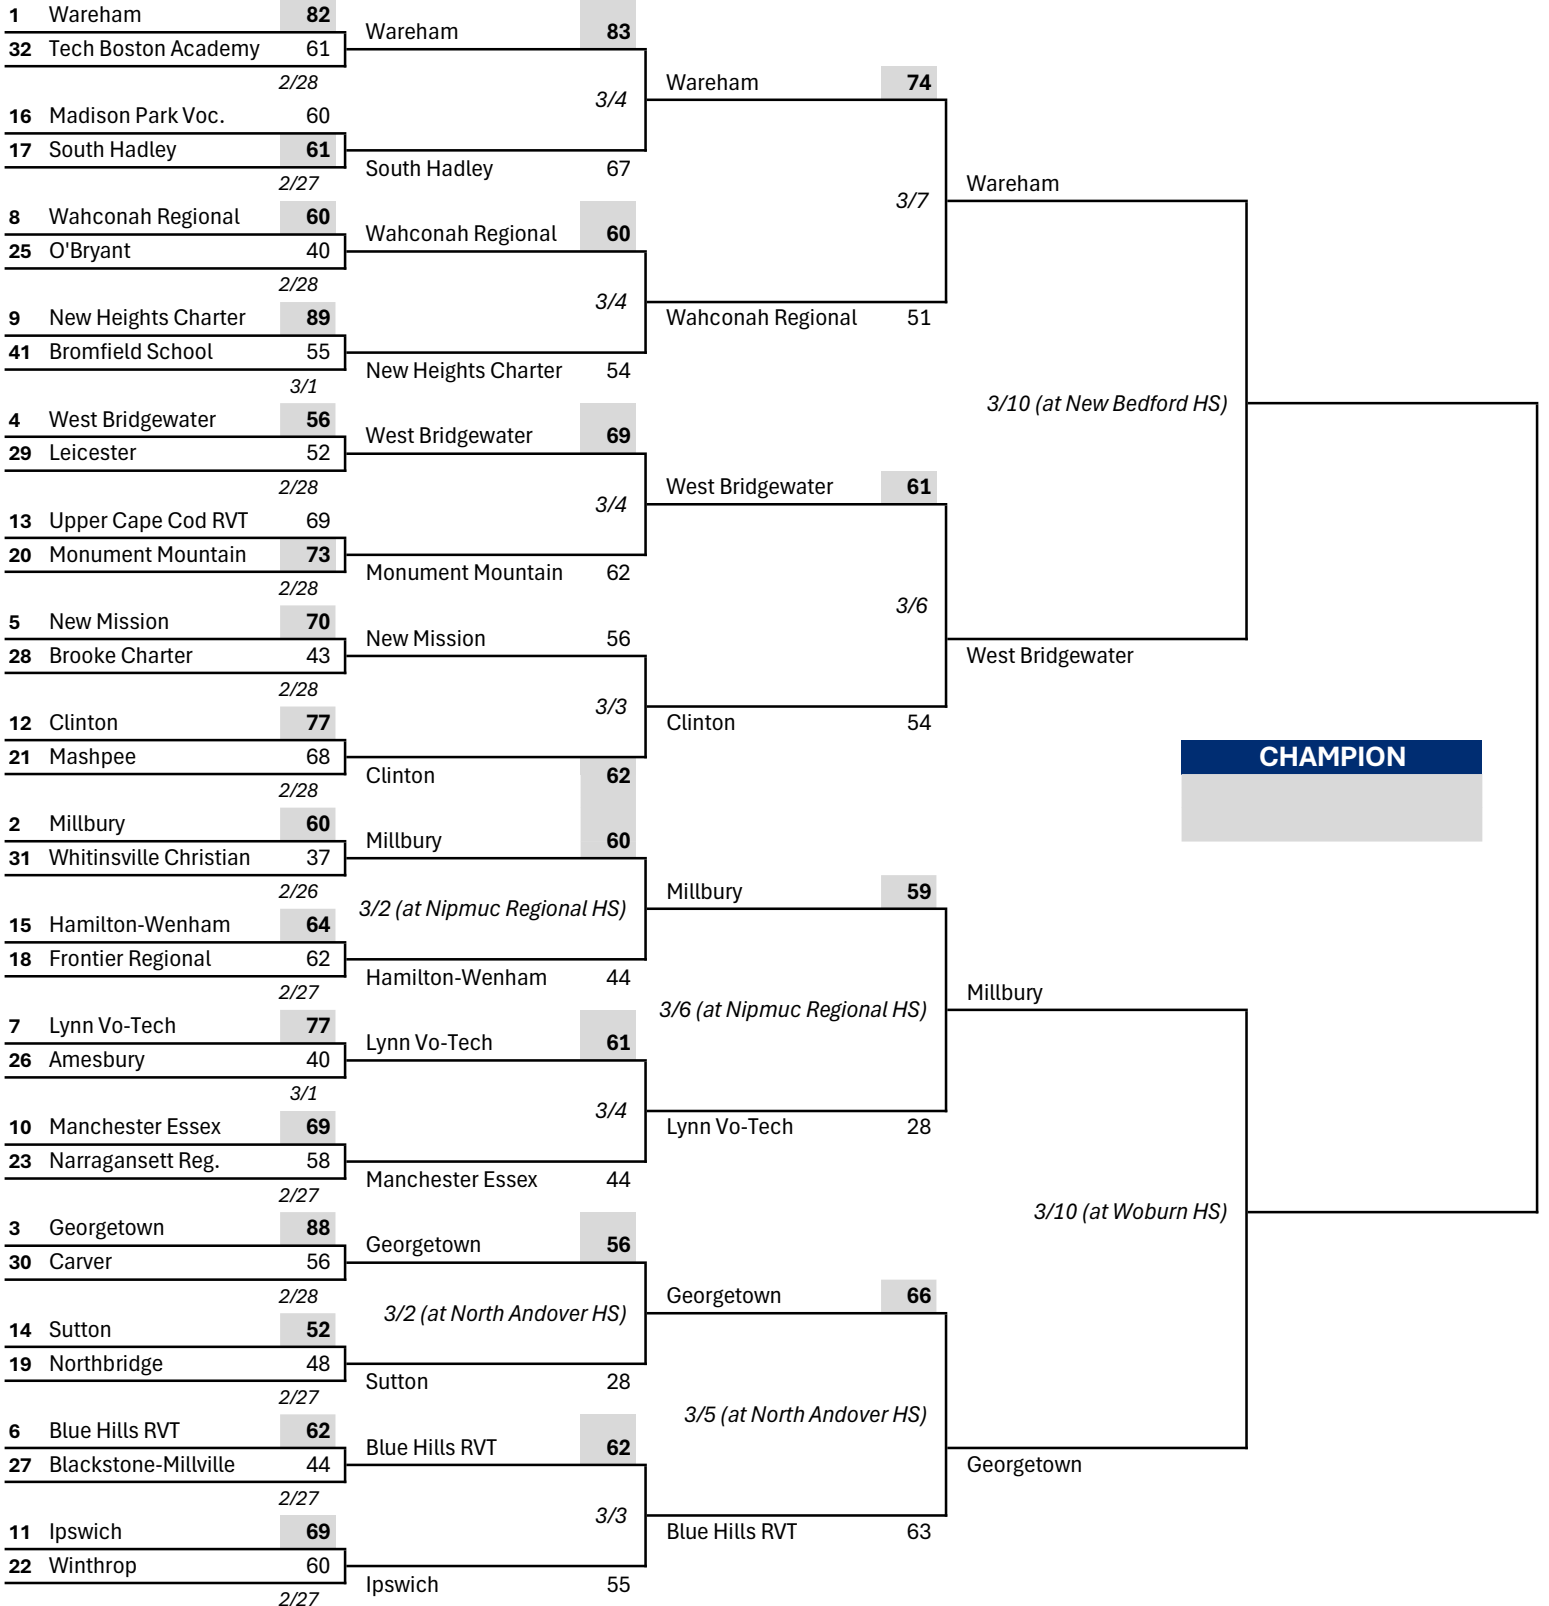 1 Wareham 82
32 Tech Boston Academy 61
2/28
16 Madison Park Voc. 60
17 South Hadley 61
2/27
8 Wahconah Regional 60
25 O'Bryant 40
2/28
9 New Heights Charter 89
41 Bromfield School 55
3/1
4 West Bridgewater 56
29 Leicester 52
2/28
13 Upper Cape Cod RVT 69
20 Monument Mountain 73
2/28
5 New Mission 70
28 Brooke Charter 43
2/28
12 Clinton 77
21 Mashpee 68
2/28
2 Millbury 60
31 Whitinsville Christian 37
2/26
15 Hamilton-Wenham 64
18 Frontier Regional 62
2/27
7 Lynn Vo-Tech 77
26 Amesbury 40
3/1
10 Manchester Essex 69
23 Narragansett Reg. 58
2/27
3 Georgetown 88
30 Carver 56
2/28
14 Sutton 52
19 Northbridge 48
2/27
6 Blue Hills RVT 62
27 Blackstone-Millville 44
2/27
11 Ipswich 69
22 Winthrop 60
2/27
Wareham 83
3/4
South Hadley 67
Wahconah Regional 60
3/4
New Heights Charter 54
West Bridgewater 69
3/4
Monument Mountain 62
New Mission 56
3/3
Clinton 62
Millbury 60
3/2 (at Nipmuc Regional HS)
Hamilton-Wenham 44
Lynn Vo-Tech 61
3/4
Manchester Essex 44
Georgetown 56
3/2 (at North Andover HS)
Sutton 28
Blue Hills RVT 62
3/3
Ipswich 55
Wareham 74
3/7
Wahconah Regional 51
West Bridgewater 61
3/6
Clinton 54
Millbury 59
3/6 (at Nipmuc Regional HS)
Lynn Vo-Tech 28
Georgetown 66
3/5 (at North Andover HS)
Blue Hills RVT 63
Wareham
3/10 (at New Bedford HS)
West Bridgewater
Millbury
3/10 (at Woburn HS)
Georgetown
CHAMPION